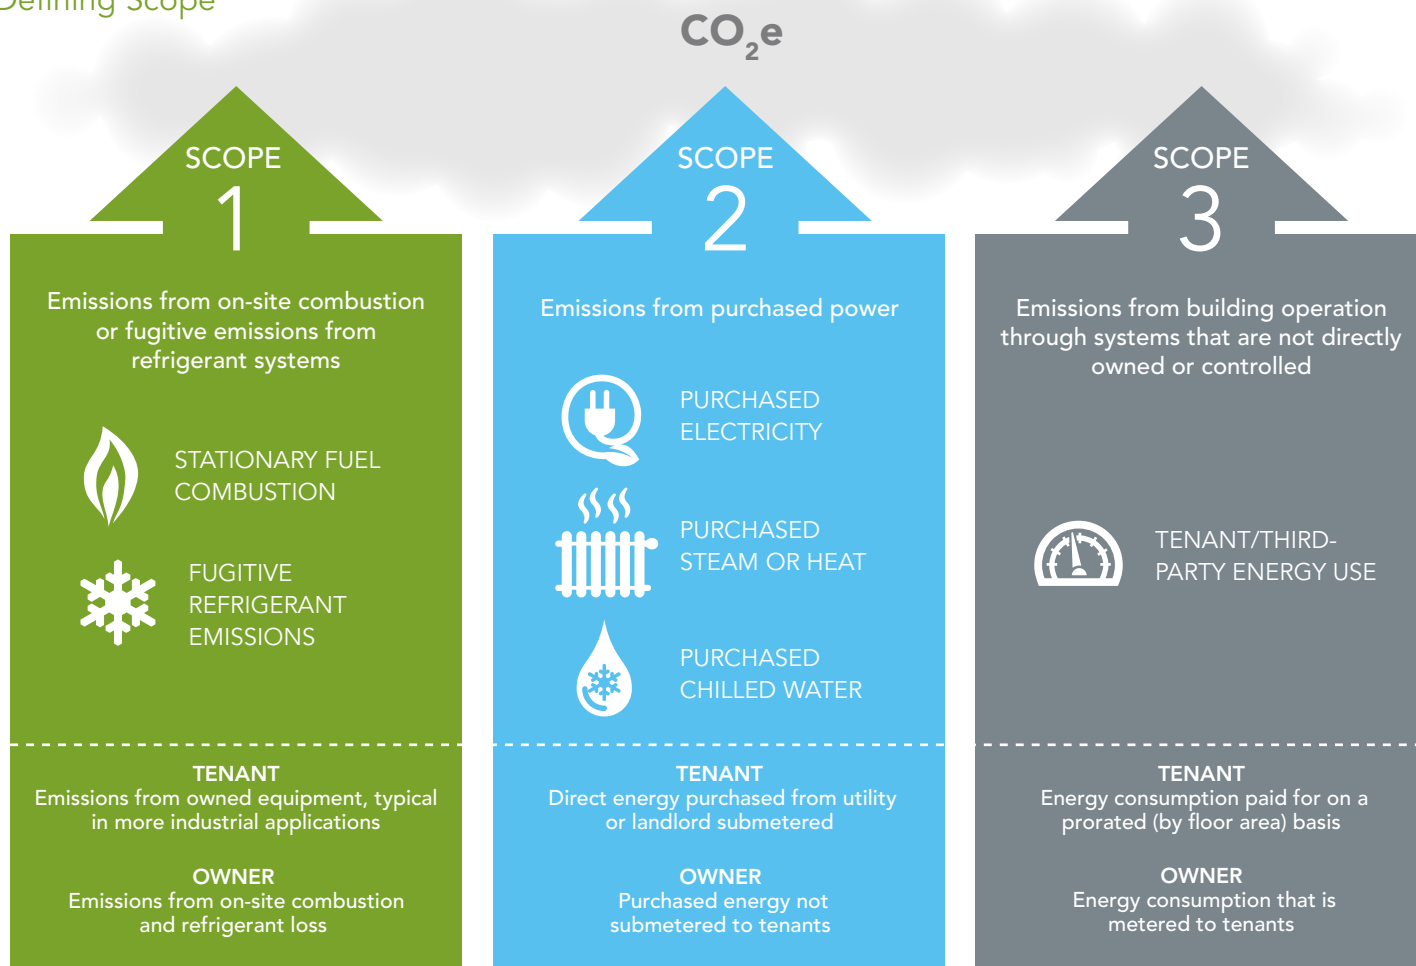 Defining Scope
CO2e
SCOPE
1
Emissions from on-site combustion
or fugitive emissions from
refrigerant systems
STATIONARY FUEL
COMBUSTION
FUGITIVE
REFRIGERANT
EMISSIONS
TENANT
Emissions from owned equipment, typical
in more industrial applications
OWNER
Emissions from on-site combustion
and refrigerant loss
SCOPE
2
Emissions from purchased power
PURCHASED
ELECTRICITY
PURCHASED
STEAM OR HEAT
PURCHASED
CHILLED WATER
TENANT
Direct energy purchased from utility
or landlord submetered
OWNER
Purchased energy not
submetered to tenants
SCOPE
3
Emissions from building operation
through systems that are not directly
owned or controlled
TENANT/THIRD-
PARTY ENERGY USE
TENANT
Energy consumption paid for on a
prorated (by floor area) basis
OWNER
Energy consumption that is
metered to tenants